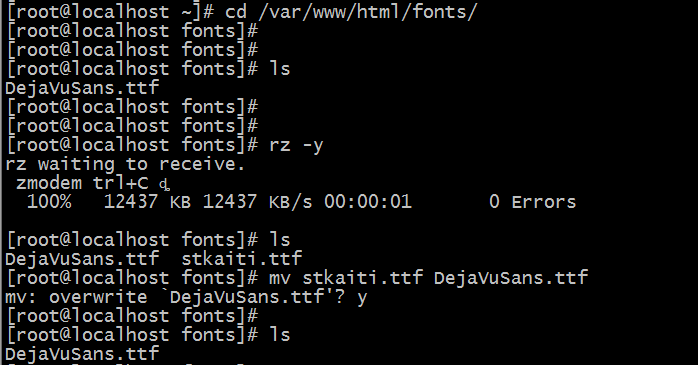 [root@localhost ~]# cd /var/www/html/fonts/
[root@localhost fonts]#
[root@localhost fonts]# ls
DejaVuSans.ttf
[root@localhost fonts]#
[root@localhost fonts]#
[root@localhost fonts]# rz -y
rz waiting to receive.
zmodem trl+C ȡ
100% 12437 KB 12437 KB/s 00:00:01 0 Errors
[root@localhost fonts]# ls
DejaVuSans.ttf stkaiti.ttf
[root@localhost fonts]# mv stkaiti.ttf DejaVuSans.ttf
mv: overwrite `DejaVuSans.ttf'? y
[root@localhost fonts]#
[root@localhost fonts]# ls
DejaVuSans.ttf